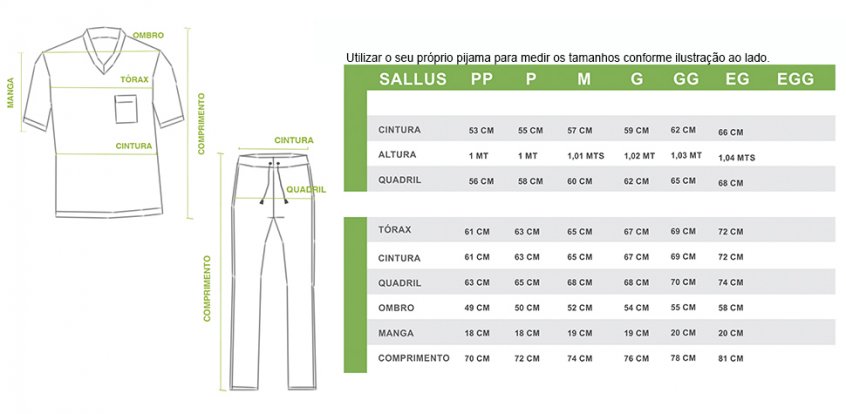 OMBRO
TÓRAX
MANGA
CINTURA
COMPRIMENTO
CINTURA
QUADRIL
COMPRIMENTO
Utilizar o seu próprio pijama para medir os tamanhos conforme ilustração ao lado.
SALLUS PP P M G GG EG EGG
CINTURA 53 CM 55 CM 57 CM 59 CM 62 CM 66 CM
ALTURA 1 MT 1 MT 1,01 MTS 1,02 MT 1,03 MT 1,04 MTS
QUADRIL 56 CM 58 CM 60 CM 62 CM 65 CM 68 CM
TÓRAX 61 CM 63 CM 65 CM 67 CM 69 CM 72 CM
CINTURA 61 CM 63 CM 65 CM 67 CM 69 CM 72 CM
QUADRIL 63 CM 65 CM 68 CM 68 CM 70 CM 74 CM
OMBRO 49 CM 50 CM 52 CM 54 CM 55 CM 58 CM
MANGA 18 CM 18 CM 19 CM 19 CM 20 CM 20 CM
COMPRIMENTO 70 CM 72 CM 74 CM 76 CM 78 CM 81 CM